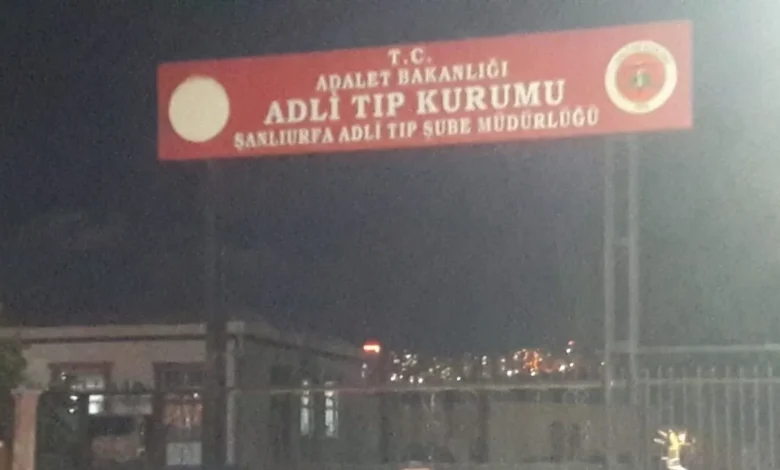 T.C.
ADALET BAKANLIĞI
ADLİ TIP KURUMU
ŞANLIURFA ADLİ TIP ŞUBE MÜDÜRLÜĞÜ